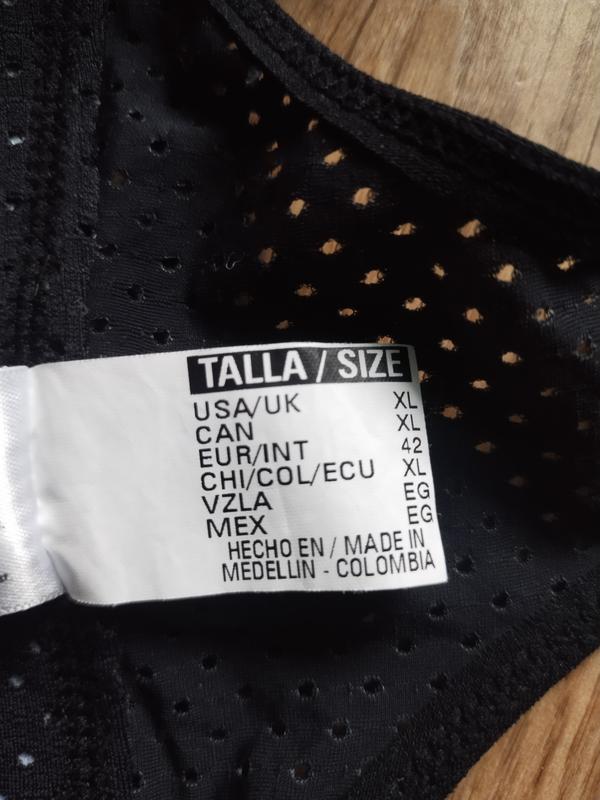 TALLA / SIZE
USA/UK XL
CAN XL
EUR/INT 42
CHI/COL/ECU XL
VZLA EG
MEX EG
HECHO EN / MADE IN
MEDELLIN - COLOMBIA